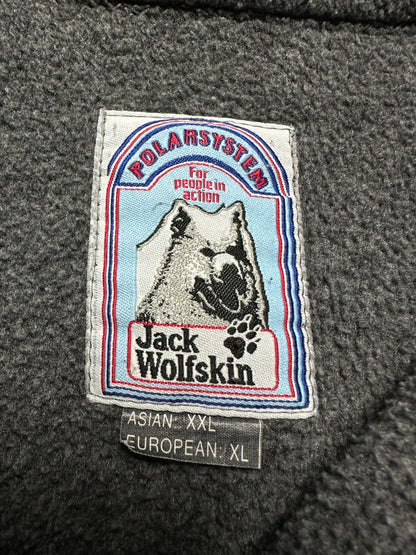 POLARSYSTEM
For
people in
action
Jack
Wolfskin
ASIAN: XXL
EUROPEAN: XL